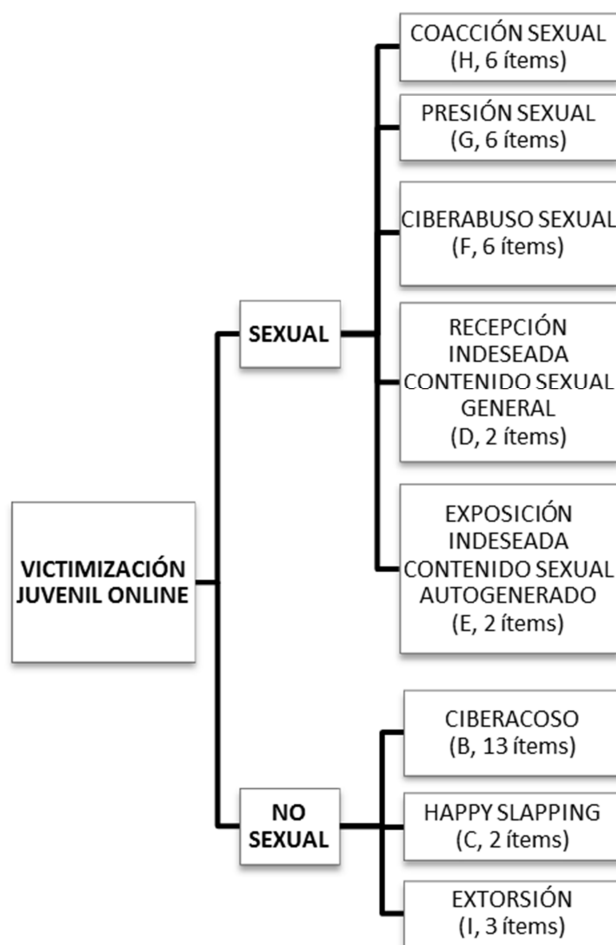 COACCIÓN SEXUAL
(H, 6 ítems)
PRESIÓN SEXUAL
(G, 6 ítems)
CIBERABUSO SEXUAL
(F, 6 ítems)
SEXUAL
RECEPCIÓN
INDESEADA
CONTENIDO SEXUAL
GENERAL
(D, 2 ítems)
EXPOSICIÓN
INDESEADA
CONTENIDO SEXUAL
AUTOGENERADO
(E, 2 ítems)
VICTIMIZACIÓN
JUVENIL ONLINE
CIBERACOSO
(B, 13 ítems)
NO
SEXUAL
HAPPY SLAPPING
(C, 2 ítems)
EXTORSIÓN
(I, 3 ítems)